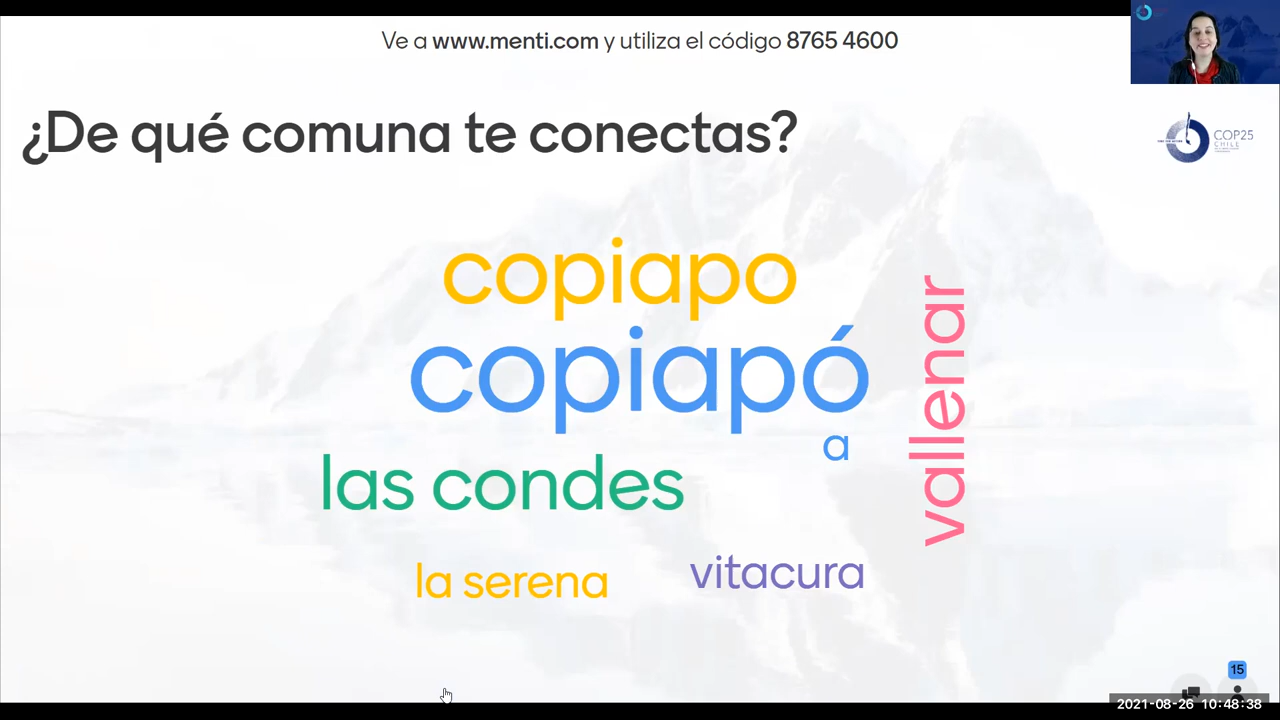 Ve a www.menti.com y utiliza el código 8765 4600
¿De qué comuna te conectas?
COP25
CHILE
copiapo
copiapó
vallenar
a
las condes
la serena
vitacura
15
2021-08-26 10:48:38